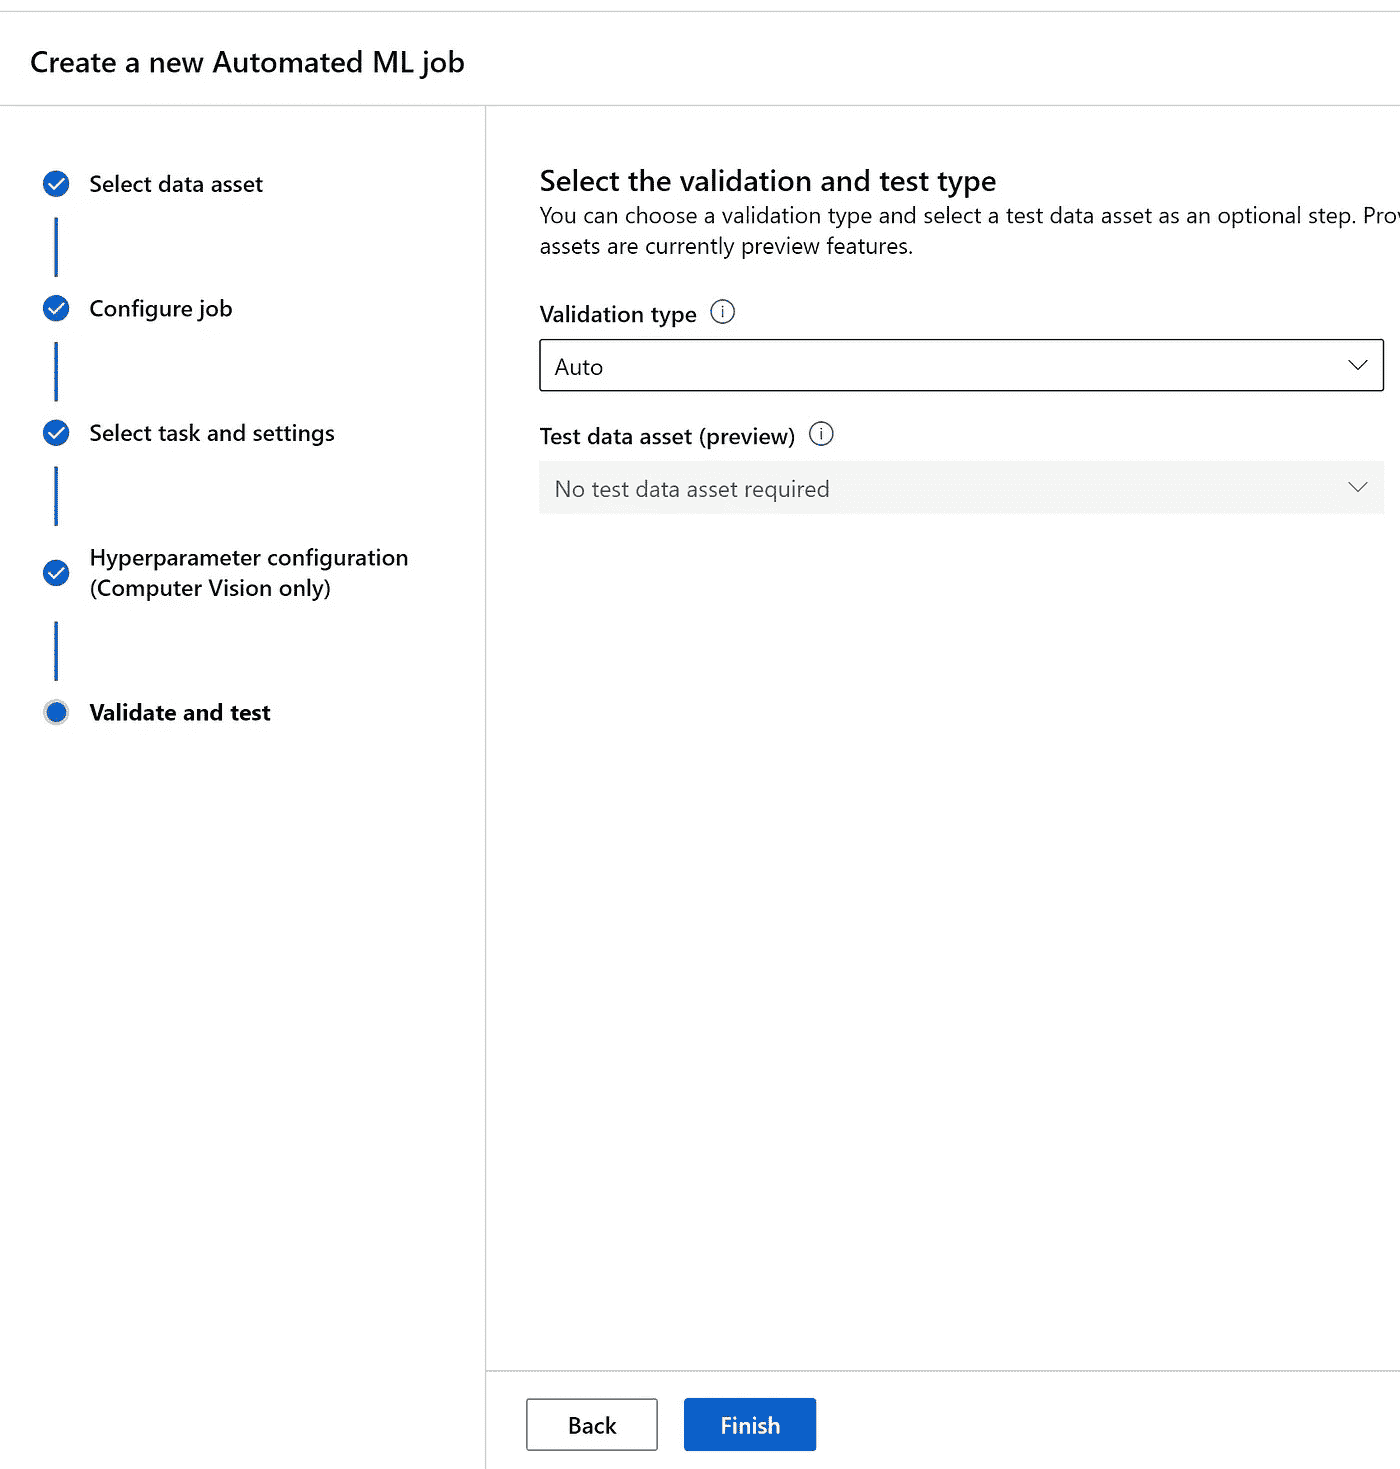 Create a new Automated ML job
Select data asset
Configure job
Select task and settings
Hyperparameter configuration
(Computer Vision only)
Validate and test
Select the validation and test type
You can choose a validation type and select a test data asset as an optional step.
assets are currently preview features.
Validation type
Auto
Test data asset (preview)
No test data asset required
Back
Finish